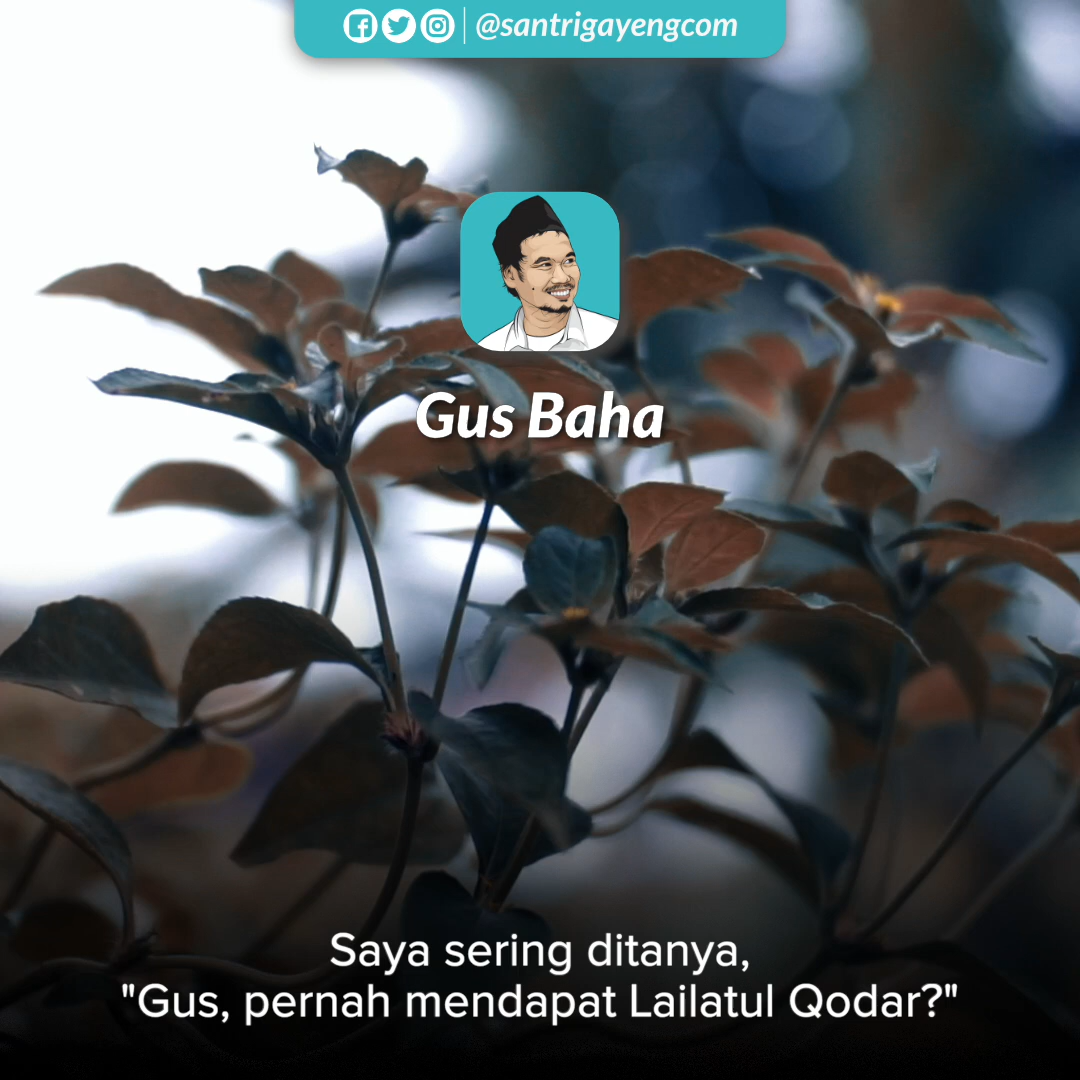 @santrigayengcom
Gus Baha
Saya sering ditanya,
"Gus, pernah mendapat Lailatul Qodar?"